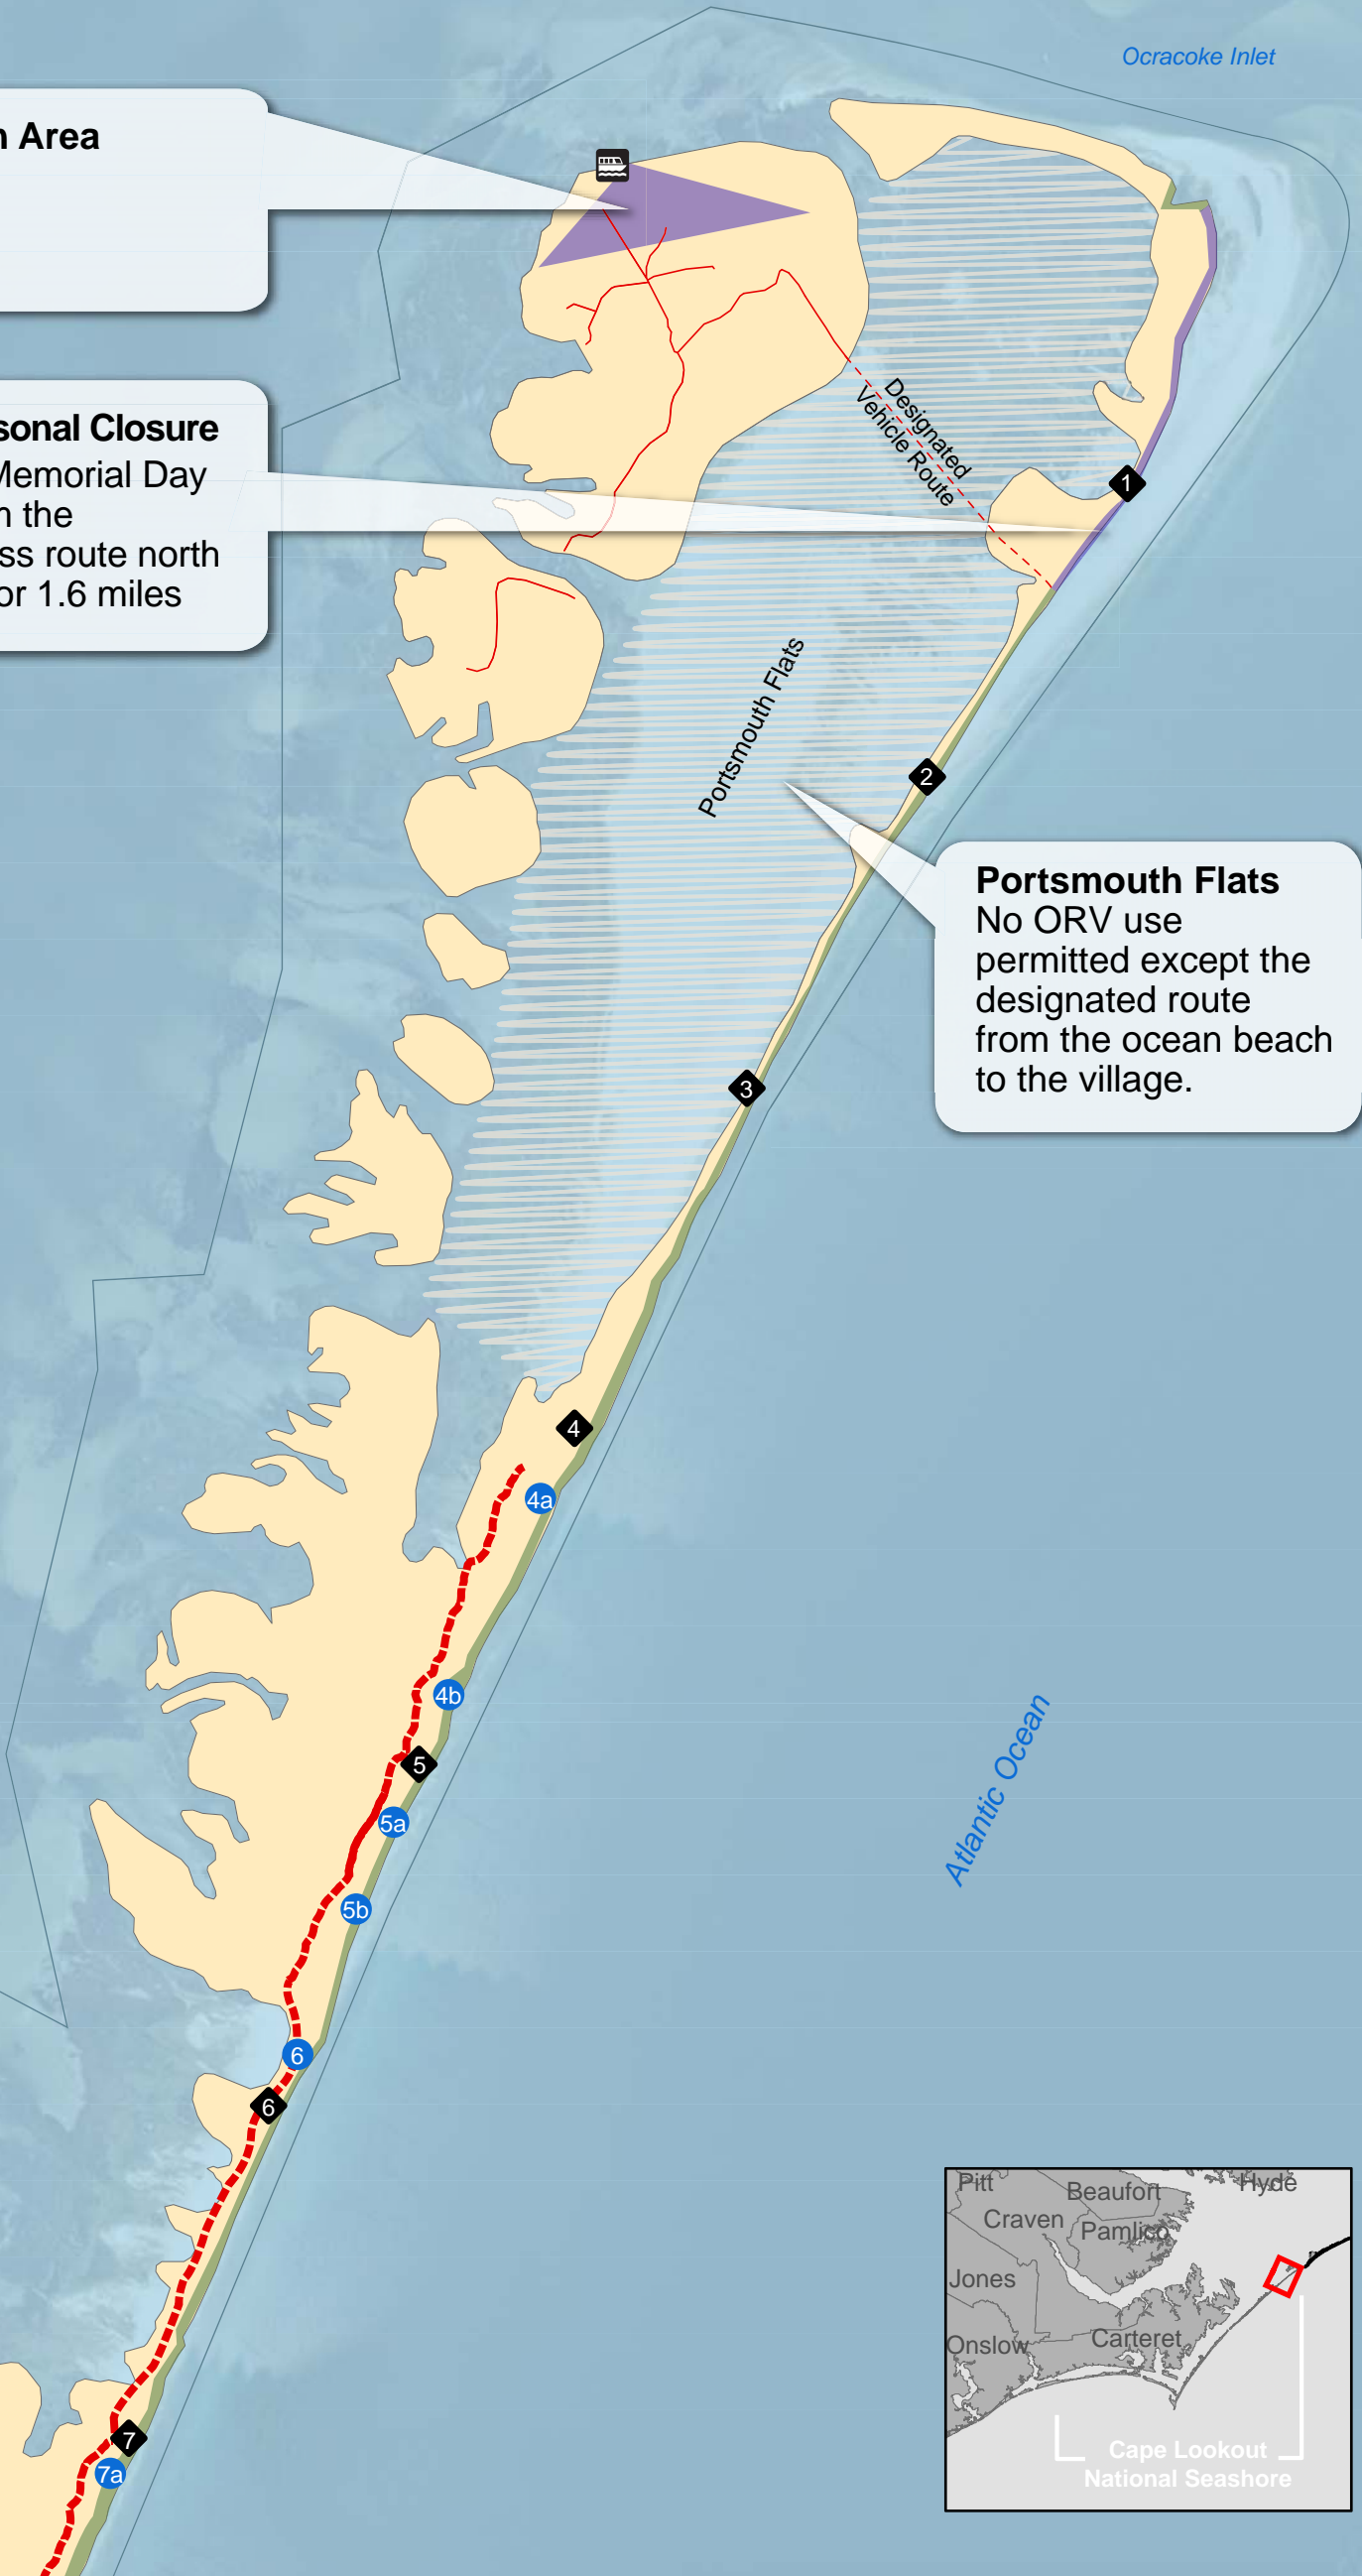 Ocracoke Inlet
n Area
sonal Closure
Memorial Day
n the
ss route north
or 1.6 miles
Designated
Vehicle Route
1
Portsmouth Flats
2
Portsmouth Flats
No ORV use
permitted except the
designated route
from the ocean beach
to the village.
3
4
4a
4b
5
5a
5b
Atlantic Ocean
6
6
7
7a
Pitt
Beaufort
Hyde
Craven
Pamlico
Jones
Onslow
Carteret
Cape Lookout
National Seashore